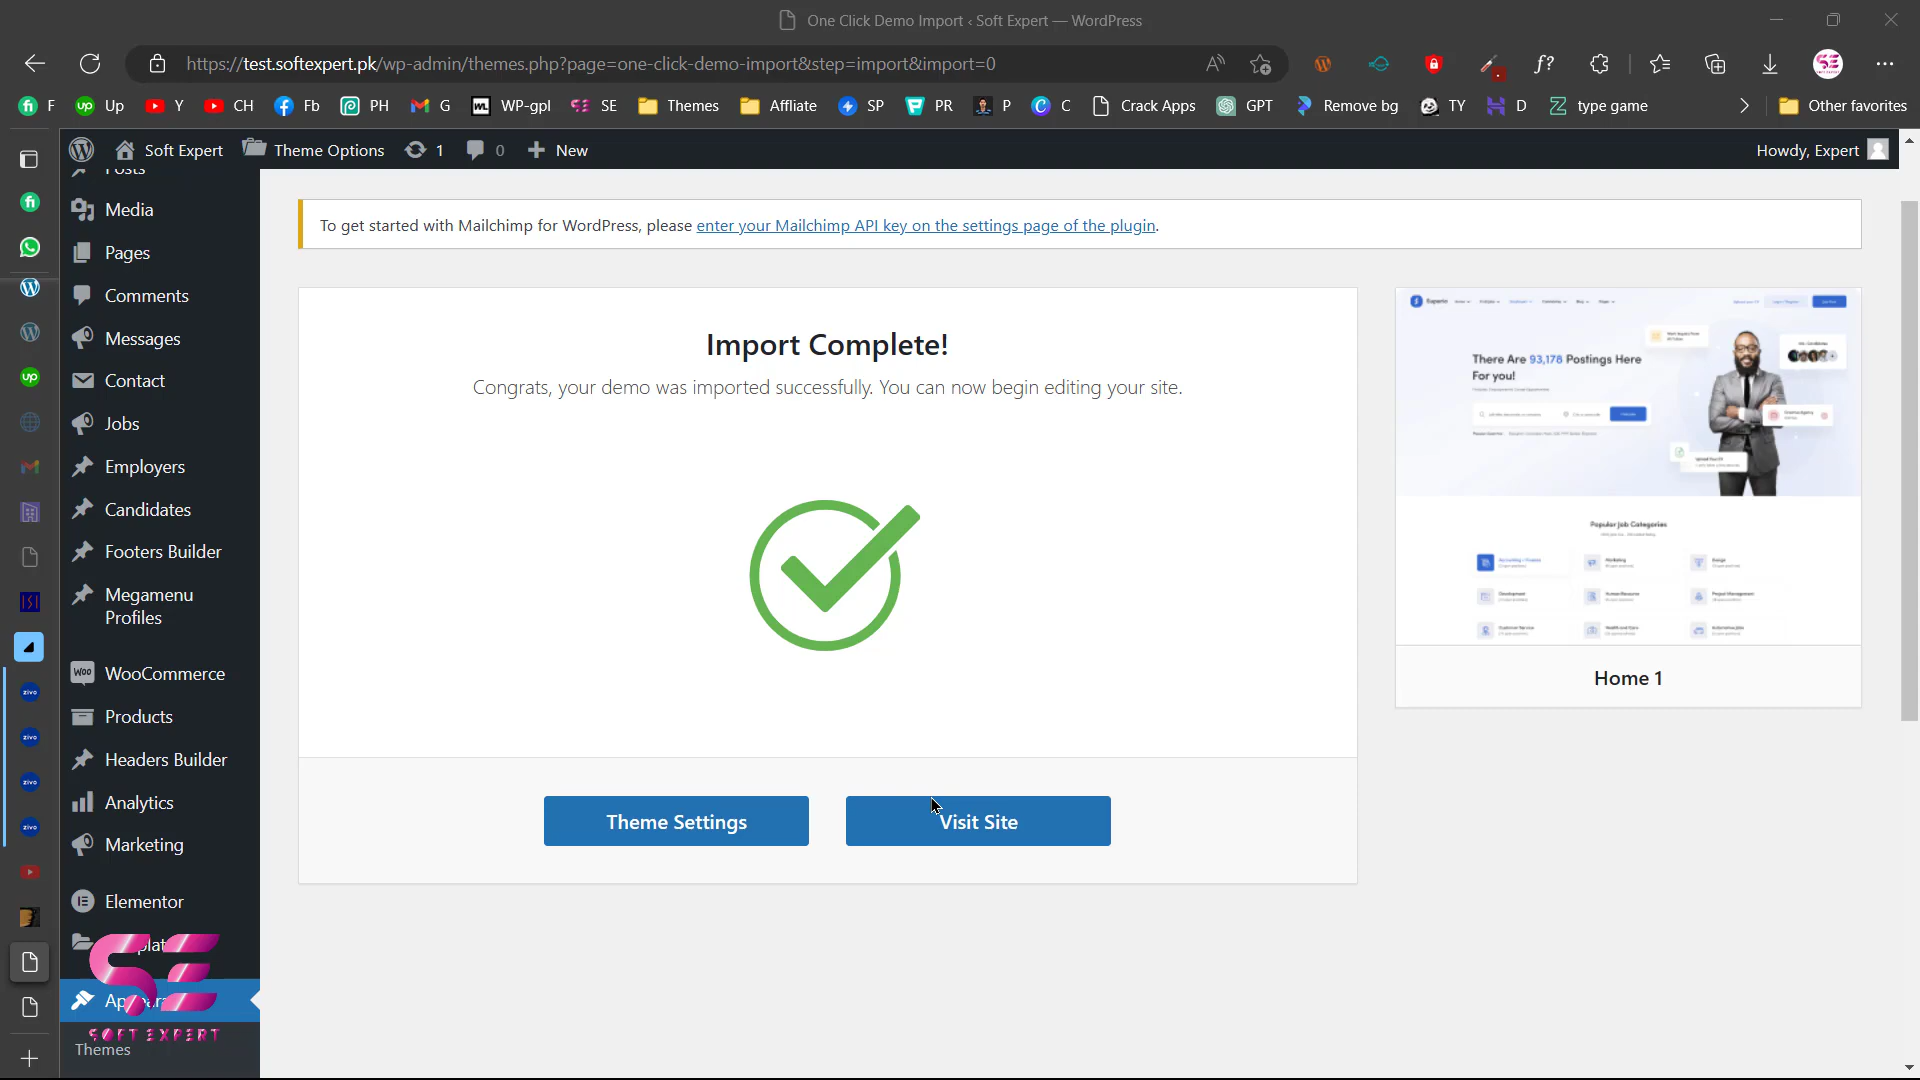 One Click Demo Import ‹ Soft Expert — WordPress
https://test.softexpert.pk/wp-admin/themes.php?page=one-click-demo-import&step=import&import=0
F Up Y CH Fb PH G WP-gpl SE Themes Affliate SP PR P C Crack Apps GPT Remove bg TY D type game Other favorites
Soft Expert Theme Options 1 0 New Howdy, Expert
Posts
Media
Pages
Comments
Messages
Contact
Jobs
Employers
Candidates
Footers Builder
Megamenu
Profiles
WooCommerce
Products
Headers Builder
Analytics
Marketing
Elementor
SE
SOFT EXPERT
Themes
To get started with Mailchimp for WordPress, please enter your Mailchimp API key on the settings page of the plugin.
Import Complete!
Congrats, your demo was imported successfully. You can now begin editing your site.
Theme Settings
Visit Site
There Are 93,178 Postings Here
For you!
Popular Job Categories
Home 1